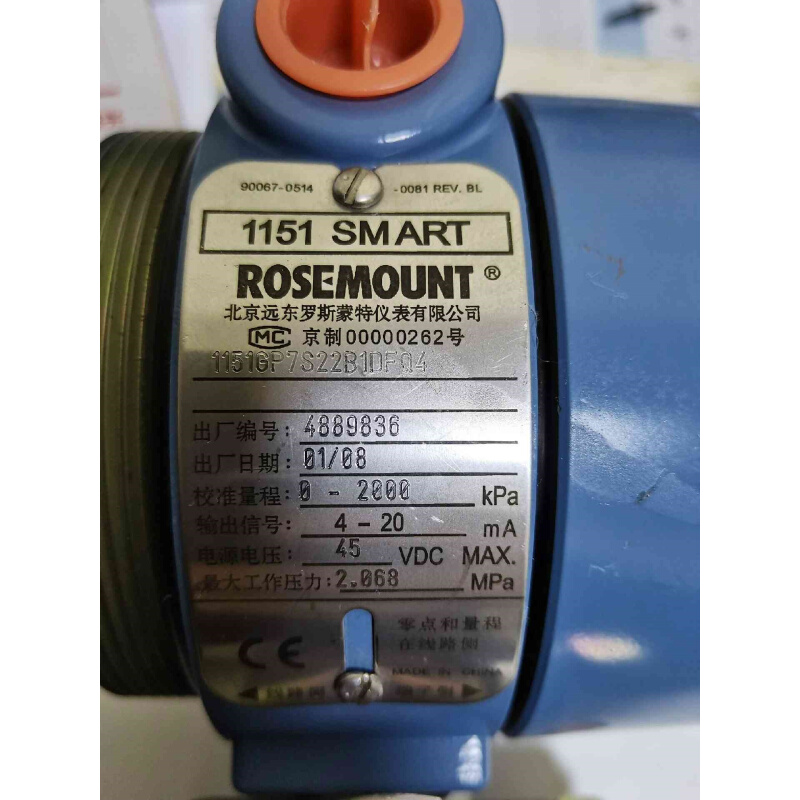 90067-0514 -0081 REV. BL
1151 SMART
ROSEMOUNT ®
北京远东罗斯蒙特仪表有限公司
MC 京制00000262号
1151GP7S22B1DFQ4
出厂编号: 4889836
出厂日期: 01/08
校准量程: 0 - 2000 kPa
输出信号: 4 - 20 mA
电源电压: 45 VDC MAX.
最大工作压力: 2.068 MPa
零点和量程
CE 在线路侧
MADE IN CHINA